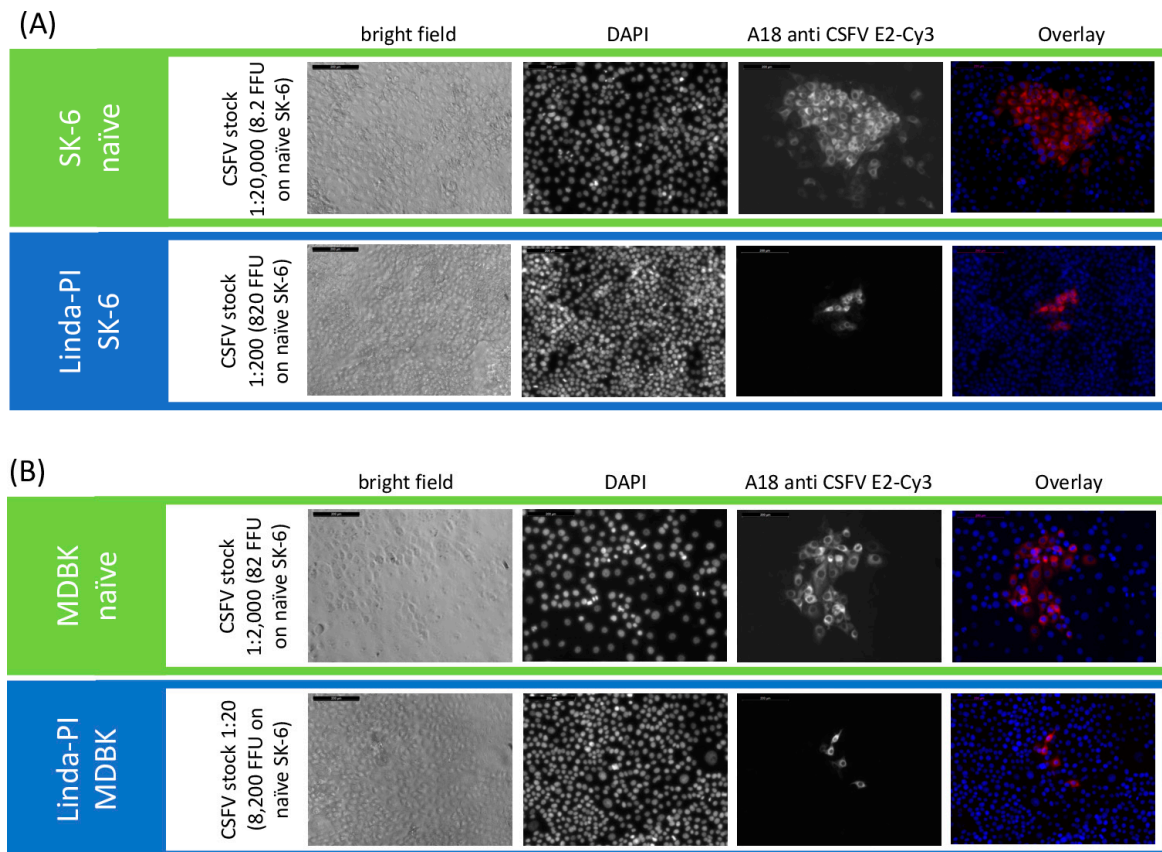 (A)
bright field
DAPI
A18 anti CSFV E2-Cy3
Overlay
SK-6
naïve
CSFV stock
1:20,000 (8.2 FFU
on naïve SK-6)
Linda-PI
SK-6
CSFV stock
1:200 (820 FFU
on naïve SK-6)
(B)
bright field
DAPI
A18 anti CSFV E2-Cy3
Overlay
MDBK
naïve
CSFV stock
1:2,000 (82 FFU
on naïve SK-6)
Linda-PI
MDBK
CSFV stock 1:20
(8,200 FFU on
naïve SK-6)